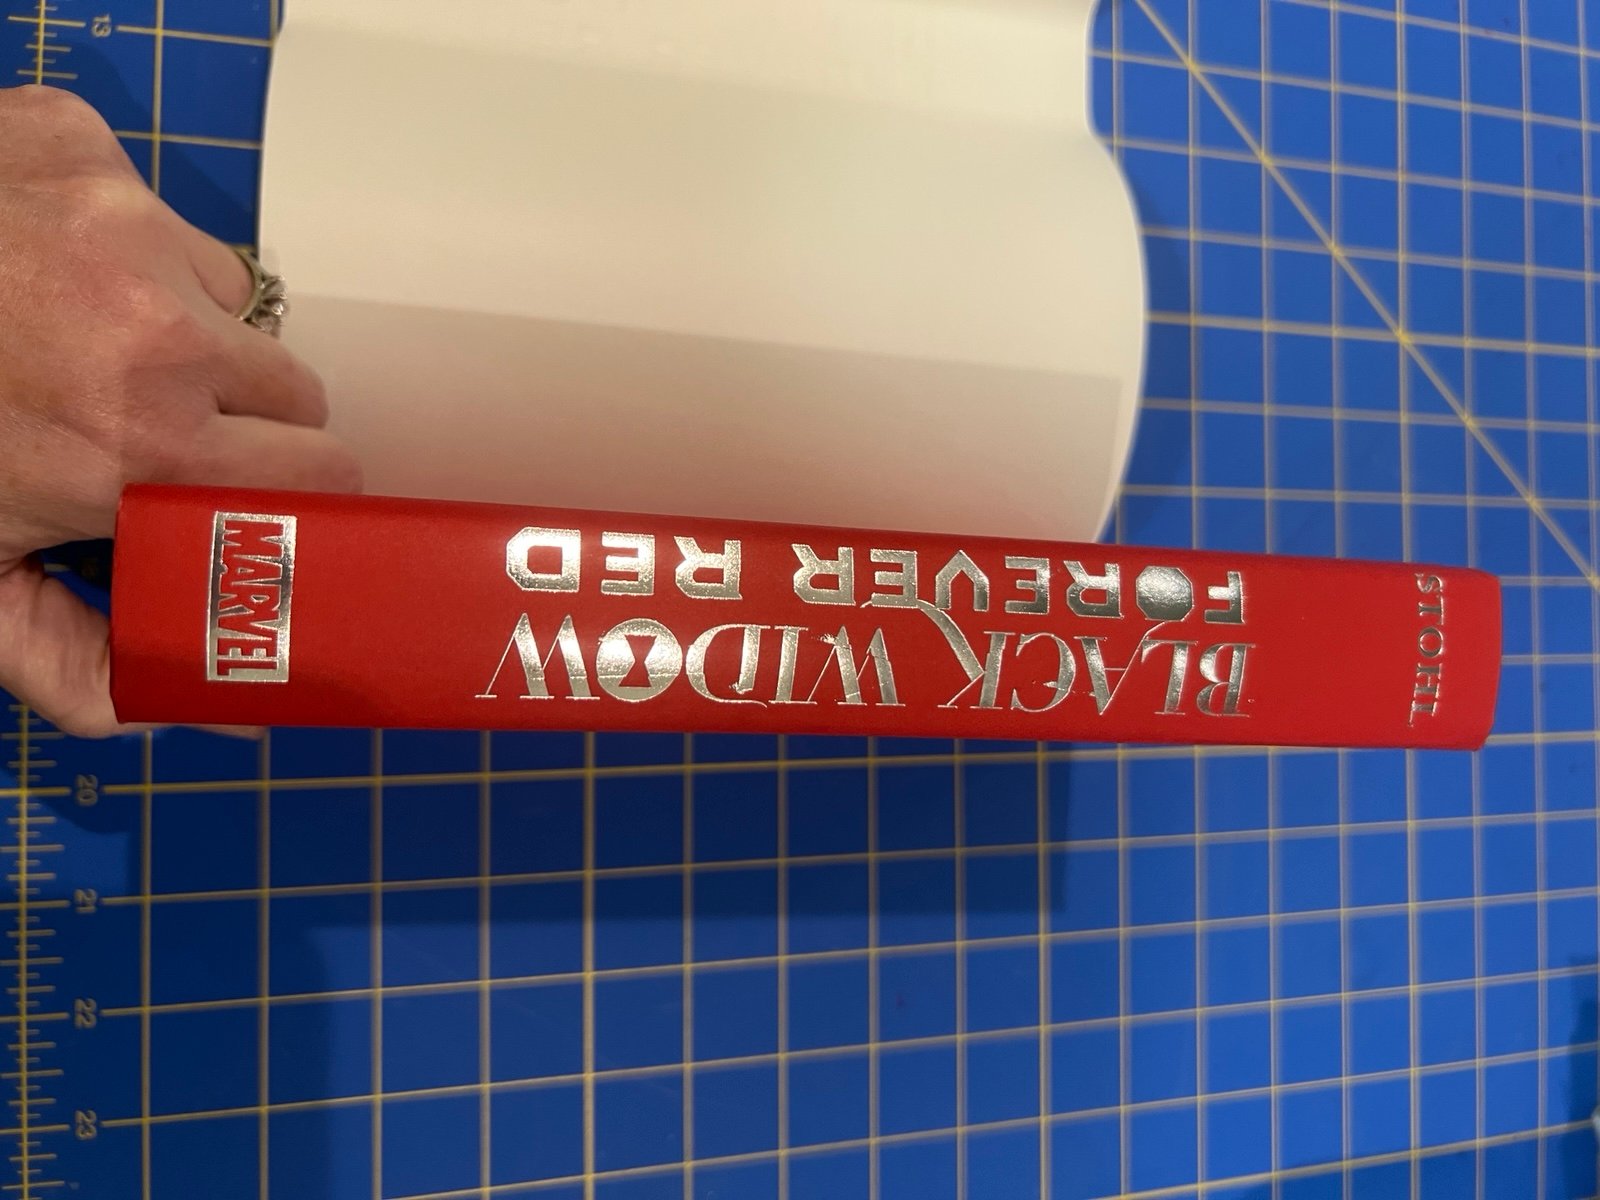 STOHL
BLACK WIDOW
FOREVER RED
MARVEL
13
20
21
22
23